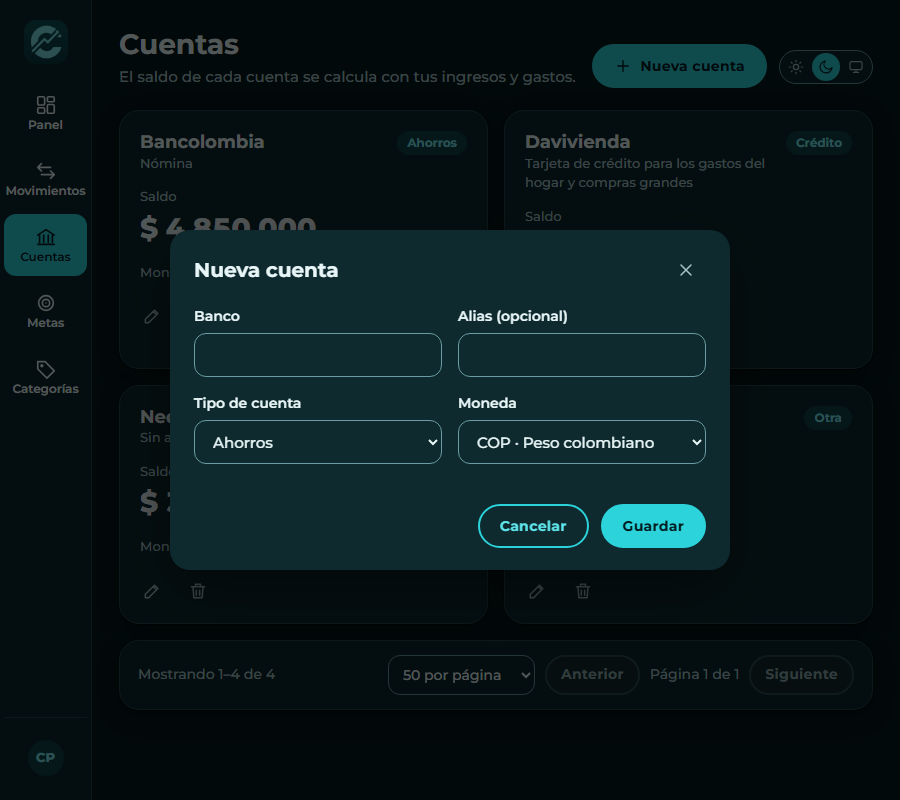 Cuentas
El saldo de cada cuenta se calcula con tus ingresos y gastos.
Nueva cuenta
Panel
Movimientos
Cuentas
Metas
Categorías
CP
Bancolombia
Ahorros
Nómina
Saldo
$ 4.850.000
Davivienda
Crédito
Tarjeta de crédito para los gastos del
hogar y compras grandes
Saldo
Nueva cuenta
Banco
Alias (opcional)
Tipo de cuenta
Moneda
Ahorros
COP · Peso colombiano
Cancelar
Guardar
Otra
Mostrando 1–4 de 4
50 por página
Anterior
Página 1 de 1
Siguiente